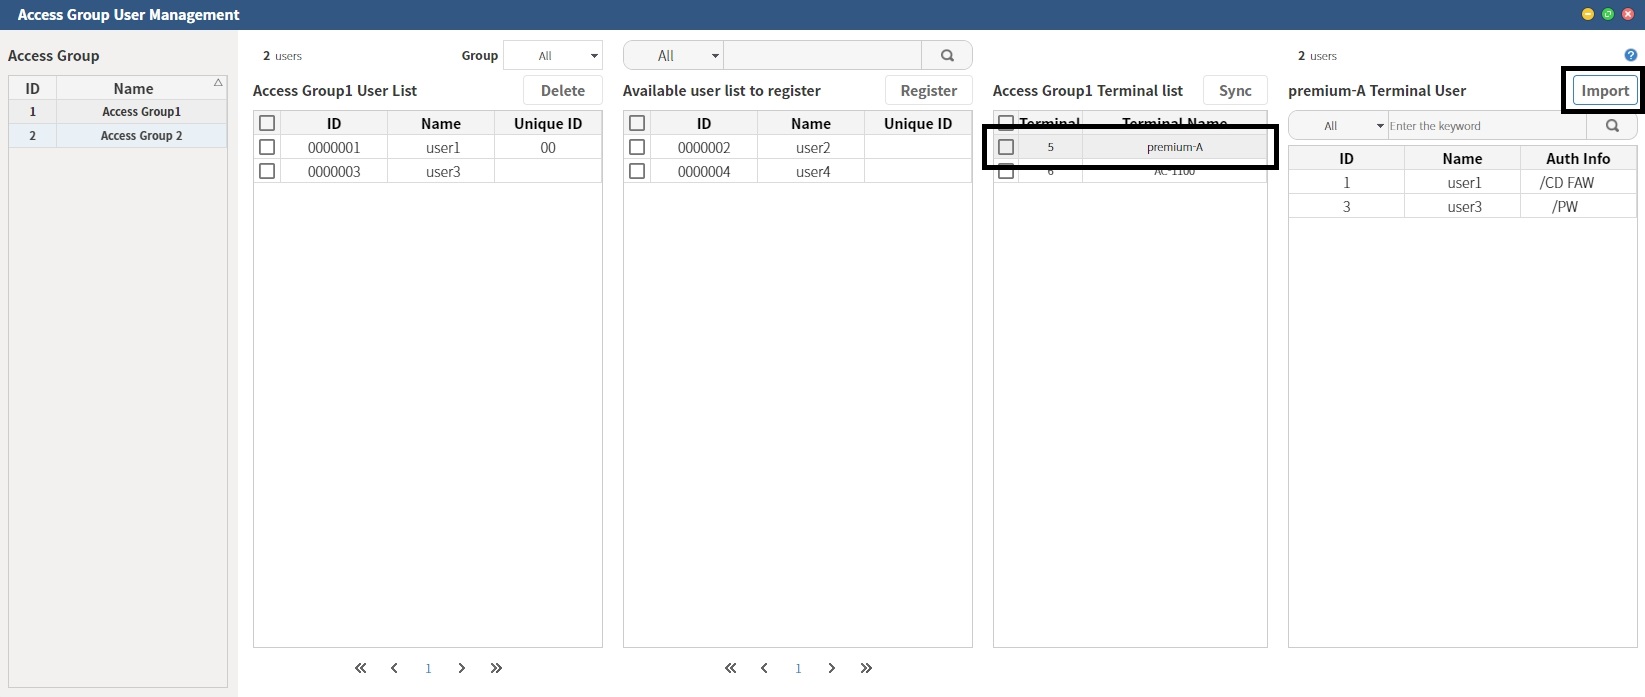 Access Group User Management
Access Group
ID Name
1 Access Group1
2 Access Group 2
2 users Group All
Access Group1 User List Delete
ID Name Unique ID
0000001 user1 00
0000003 user3
« < 1 > »
All
Available user list to register Register
ID Name Unique ID
0000002 user2
0000004 user4
« < 1 > »
Access Group1 Terminal list Sync
Terminal Terminal Name
5 premium-A
6 AC-1100
2 users
premium-A Terminal User Import
All Enter the keyword
ID Name Auth Info
1 user1 /CD FAW
3 user3 /PW